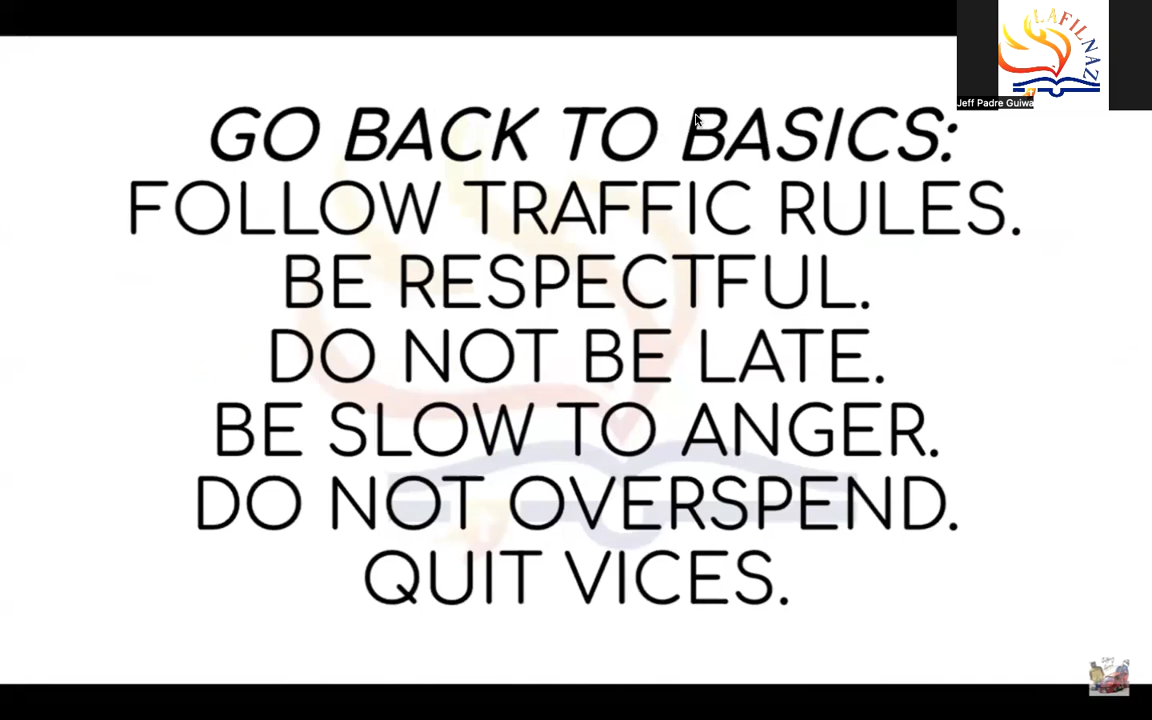 LAFILNAZ
Jeff Padre Guiwa
GO BACK TO BASICS:
FOLLOW TRAFFIC RULES.
BE RESPECTFUL.
DO NOT BE LATE.
BE SLOW TO ANGER.
DO NOT OVERSPEND.
QUIT VICES.